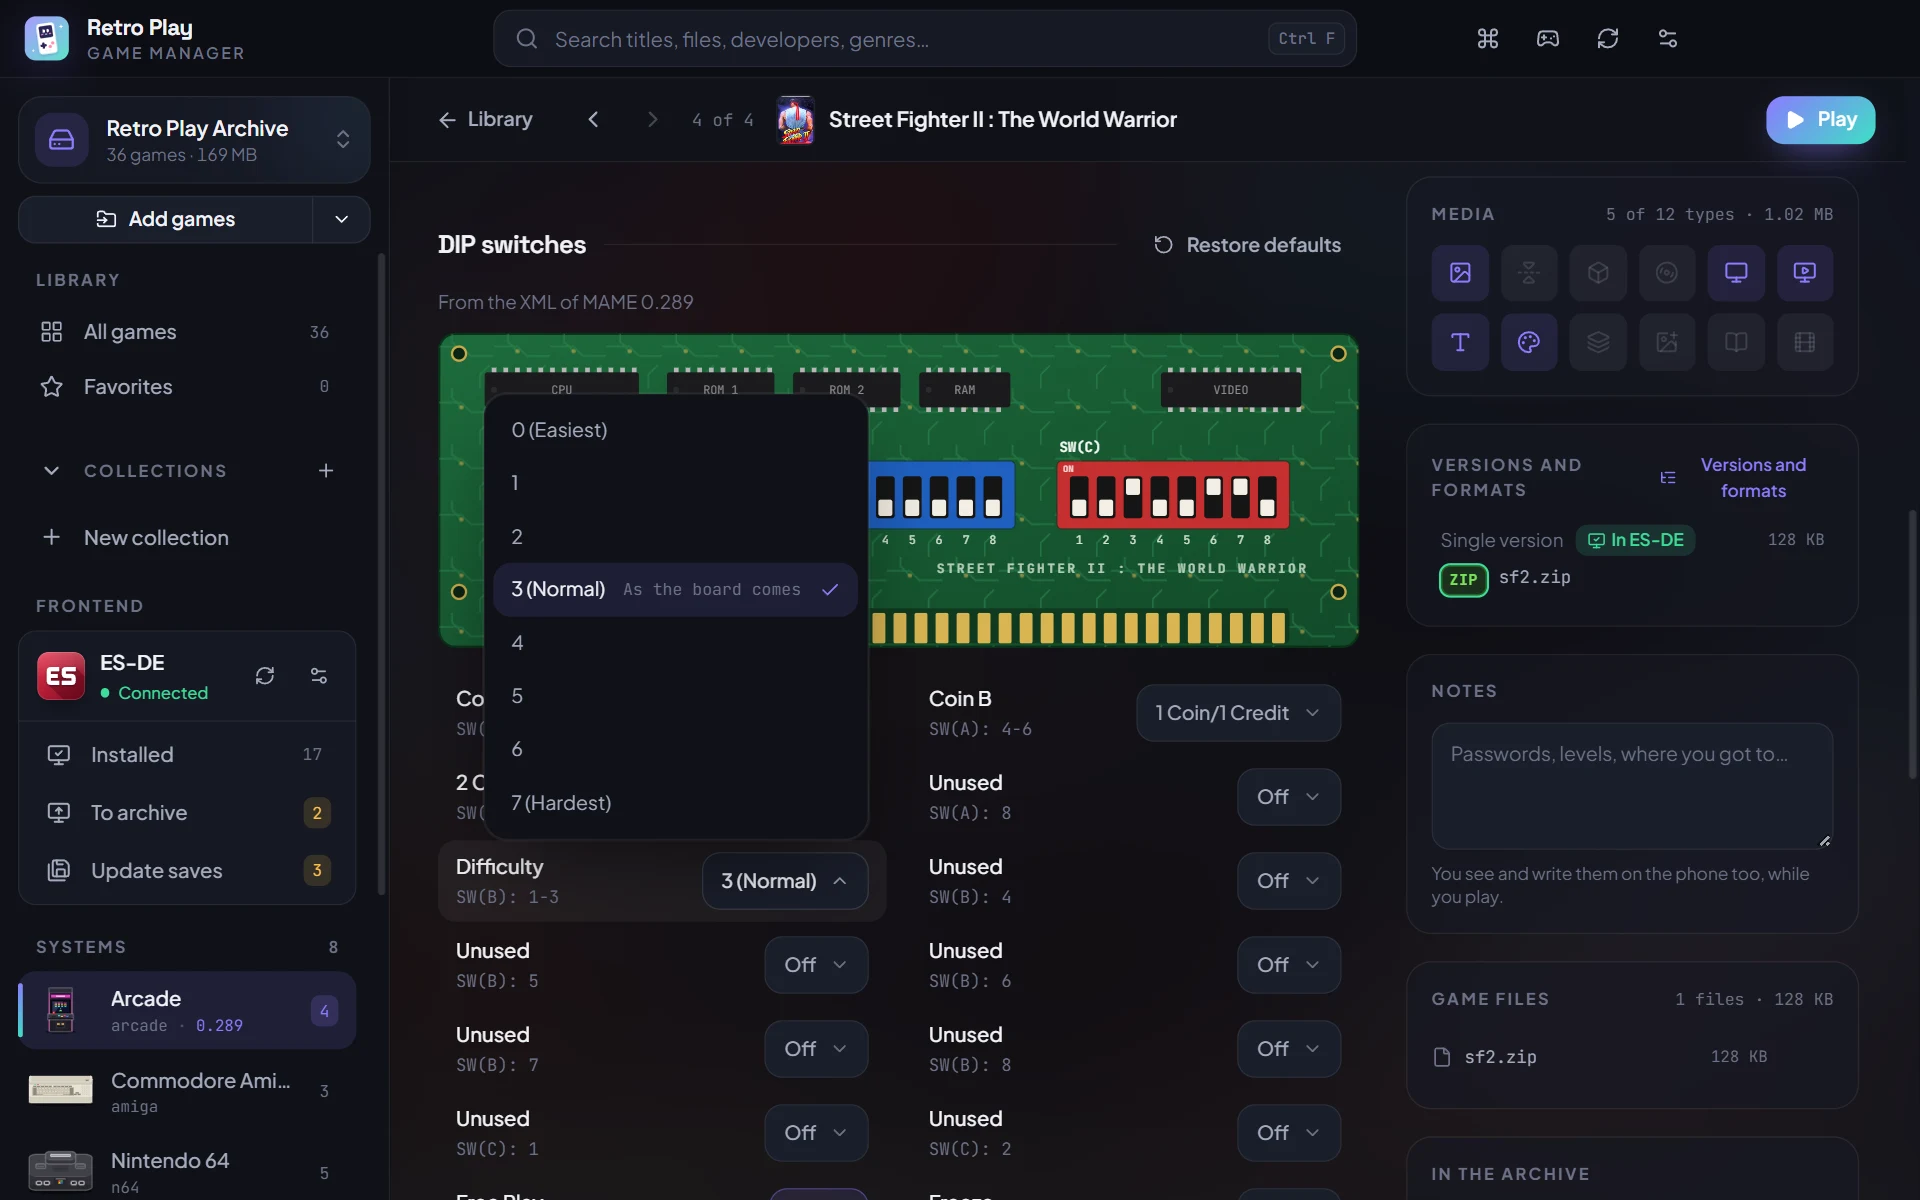 Retro Play
GAME MANAGER
Search titles, files, developers, genres...
Ctrl F
Retro Play Archive
36 games · 169 MB
Add games
LIBRARY
All games 36
Favorites 0
COLLECTIONS
New collection
FRONTEND
ES
ES-DE
Connected
Installed 17
To archive 2
Update saves 3
SYSTEMS 8
Arcade
arcade · 0.289
4
Commodore Ami...
amiga
3
Nintendo 64
n64
5
Library
4 of 4
Street Fighter II : The World Warrior
Play
DIP switches
Restore defaults
From the XML of MAME 0.289
CPU
ROM 1
ROM 2
RAM
VIDEO
SW(C)
ON
4 5 6 7 8
1 2 3 4 5 6 7 8
STREET FIGHTER II : THE WORLD WARRIOR
0 (Easiest)
1
2
3 (Normal) As the board comes
4
5
6
7 (Hardest)
Coin B
SW(A): 4-6
1 Coin/1 Credit
Unused
SW(A): 8
Off
Difficulty
SW(B): 1-3
3 (Normal)
Unused
SW(B): 4
Off
Unused
SW(B): 5
Off
Unused
SW(B): 6
Off
Unused
SW(B): 7
Off
Unused
SW(B): 8
Off
Unused
SW(C): 1
Off
Unused
SW(C): 2
Off
MEDIA
5 of 12 types · 1.02 MB
VERSIONS AND
FORMATS
Versions and
formats
Single version
In ES-DE
128 KB
ZIP
sf2.zip
NOTES
Passwords, levels, where you got to...
You see and write them on the phone too, while
you play.
GAME FILES
1 files · 128 KB
sf2.zip
128 KB
IN THE ARCHIVE